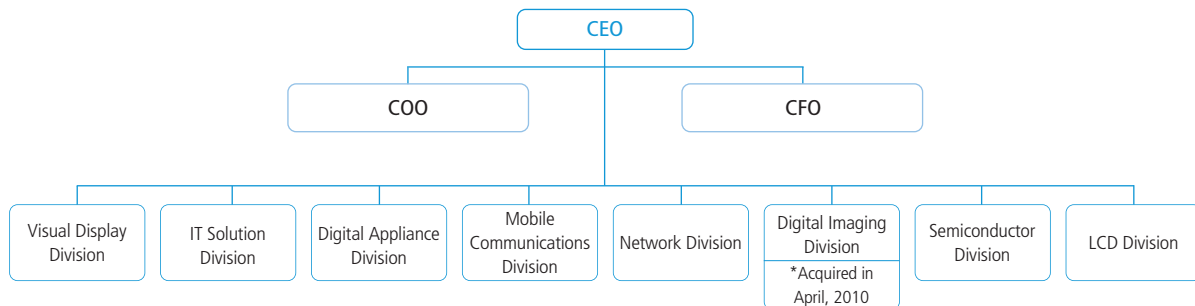 CEO
COO
CFO
Visual Display
Division
IT Solution
Division
Digital Appliance
Division
Mobile
Communications
Division
Network Division
Digital Imaging
Division
*Acquired in
April, 2010
Semiconductor
Division
LCD Division